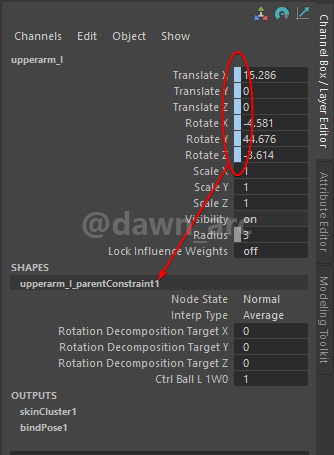 Channels Edit Object Show
upperarm_l
Translate X 15.286
Translate Y 0
Translate Z 0
Rotate X -4.581
Rotate Y 44.676
Rotate Z -3.614
Scale X 1
Scale Y 1
Scale Z 1
Visibility on
Radius 3
Lock Influence Weights off
SHAPES
upperarm_l_parentConstraint1
Node State Normal
Interp Type Average
Rotation Decomposition Target X 0
Rotation Decomposition Target Y 0
Rotation Decomposition Target Z 0
Ctrl Ball L 1W0 1
OUTPUTS
skinCluster1
bindPose1
Channel Box / Layer Editor
Attribute Editor
Modeling Toolkit